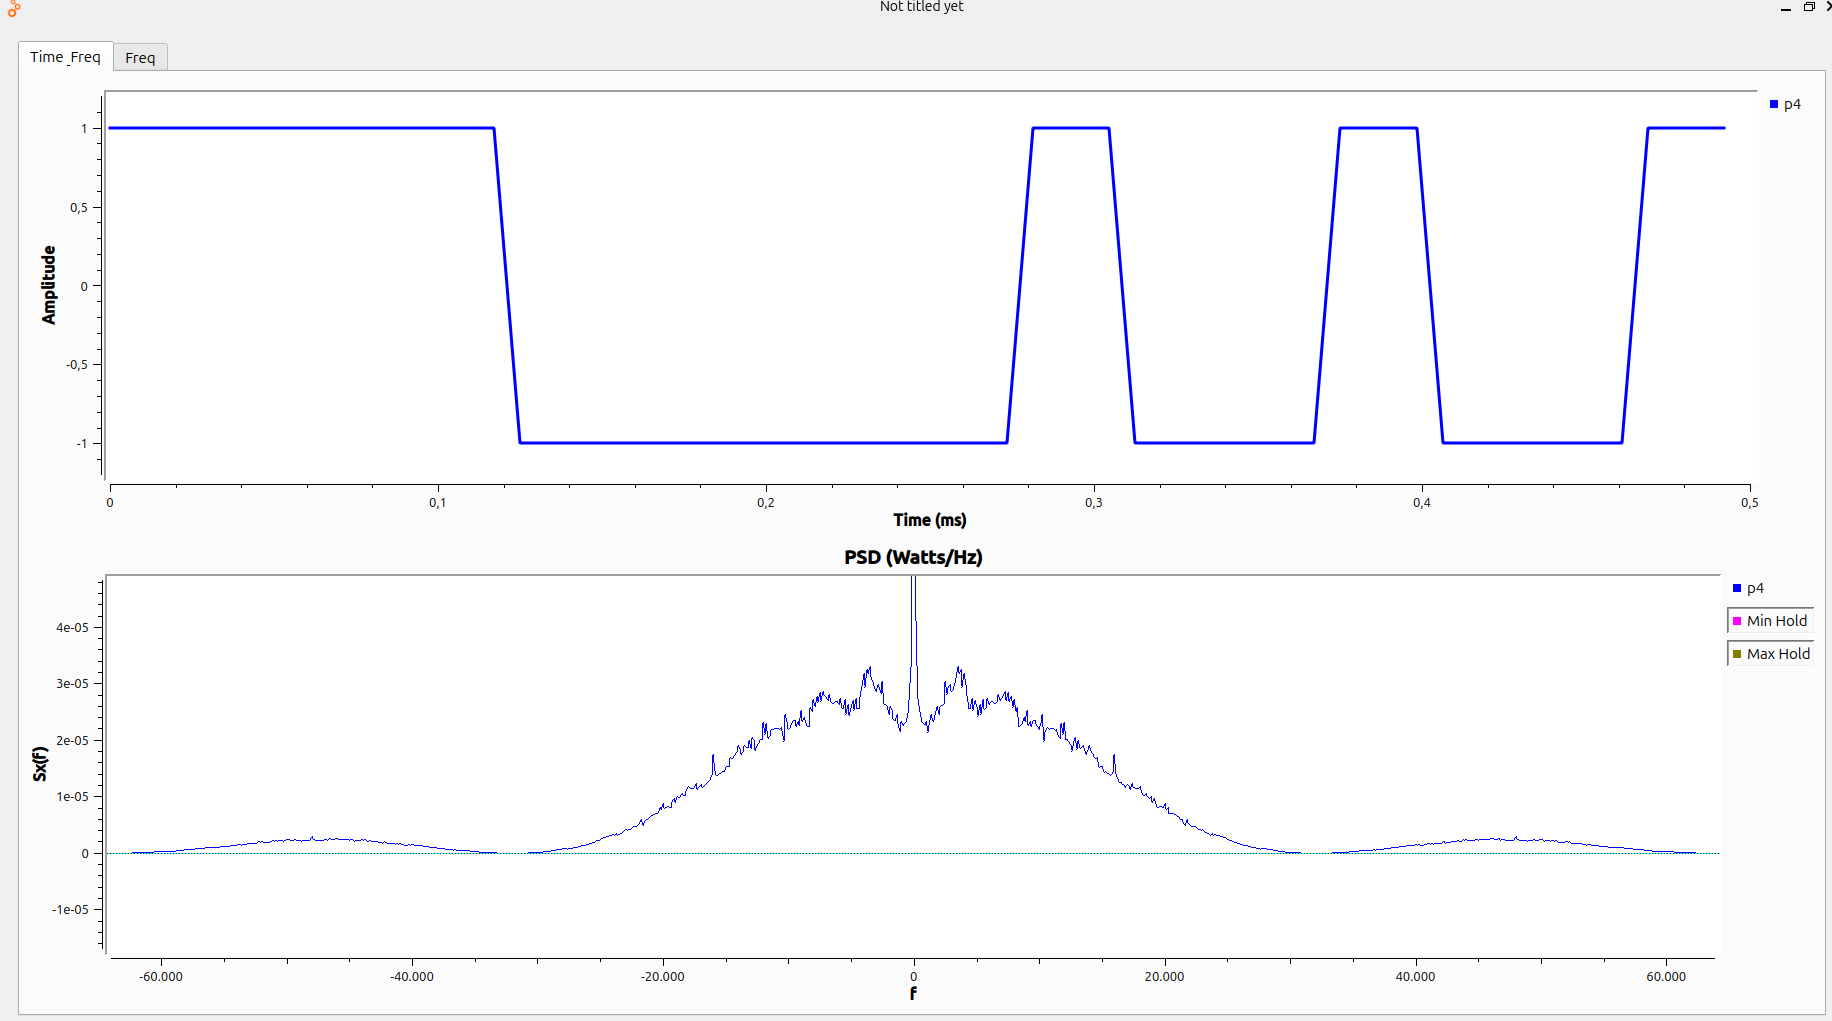 Not titled yet
Time_Freq
Freq
p4
1
0,5
0
-0,5
-1
Amplitude
0
0,1
0,2
0,3
0,4
0,5
Time (ms)
PSD (Watts/Hz)
p4
Min Hold
Max Hold
4e-05
3e-05
2e-05
1e-05
0
-1e-05
Sx(f)
-60.000
-40.000
-20.000
0
20.000
40.000
60.000
f